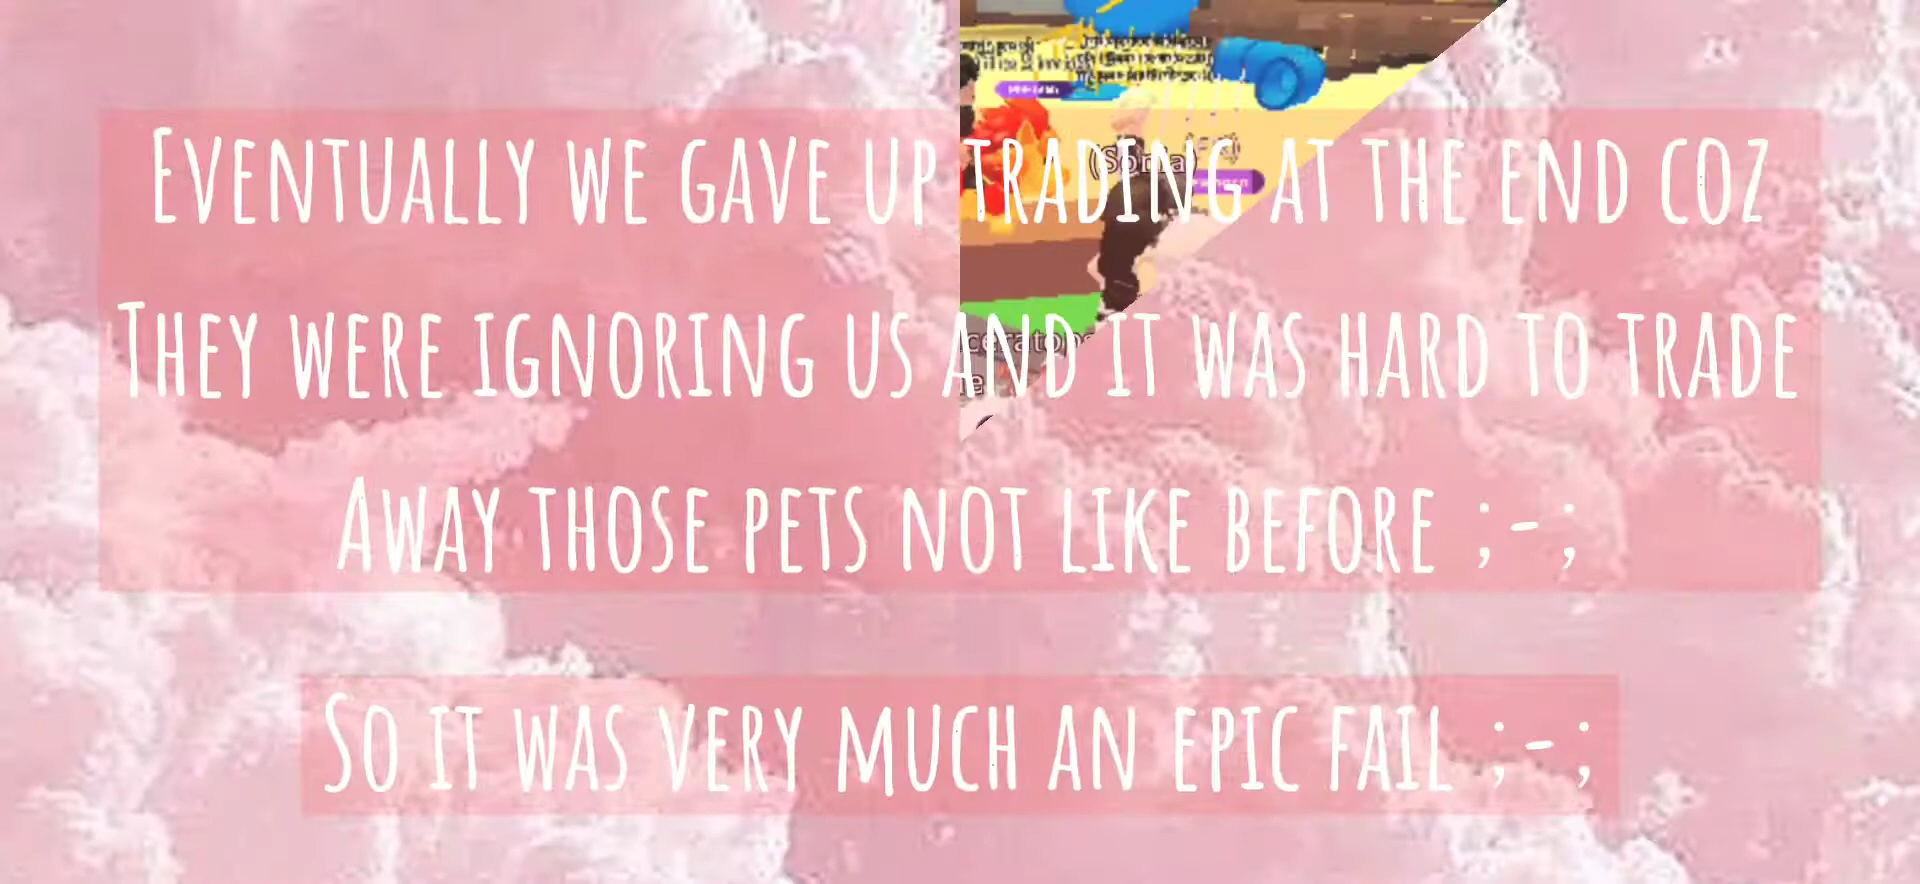 Eventually we gave up trading at the end coz
They were ignoring us and it was hard to trade
Away those pets not like before ;-;
So it was very much an epic fail ;-;
(Soma)